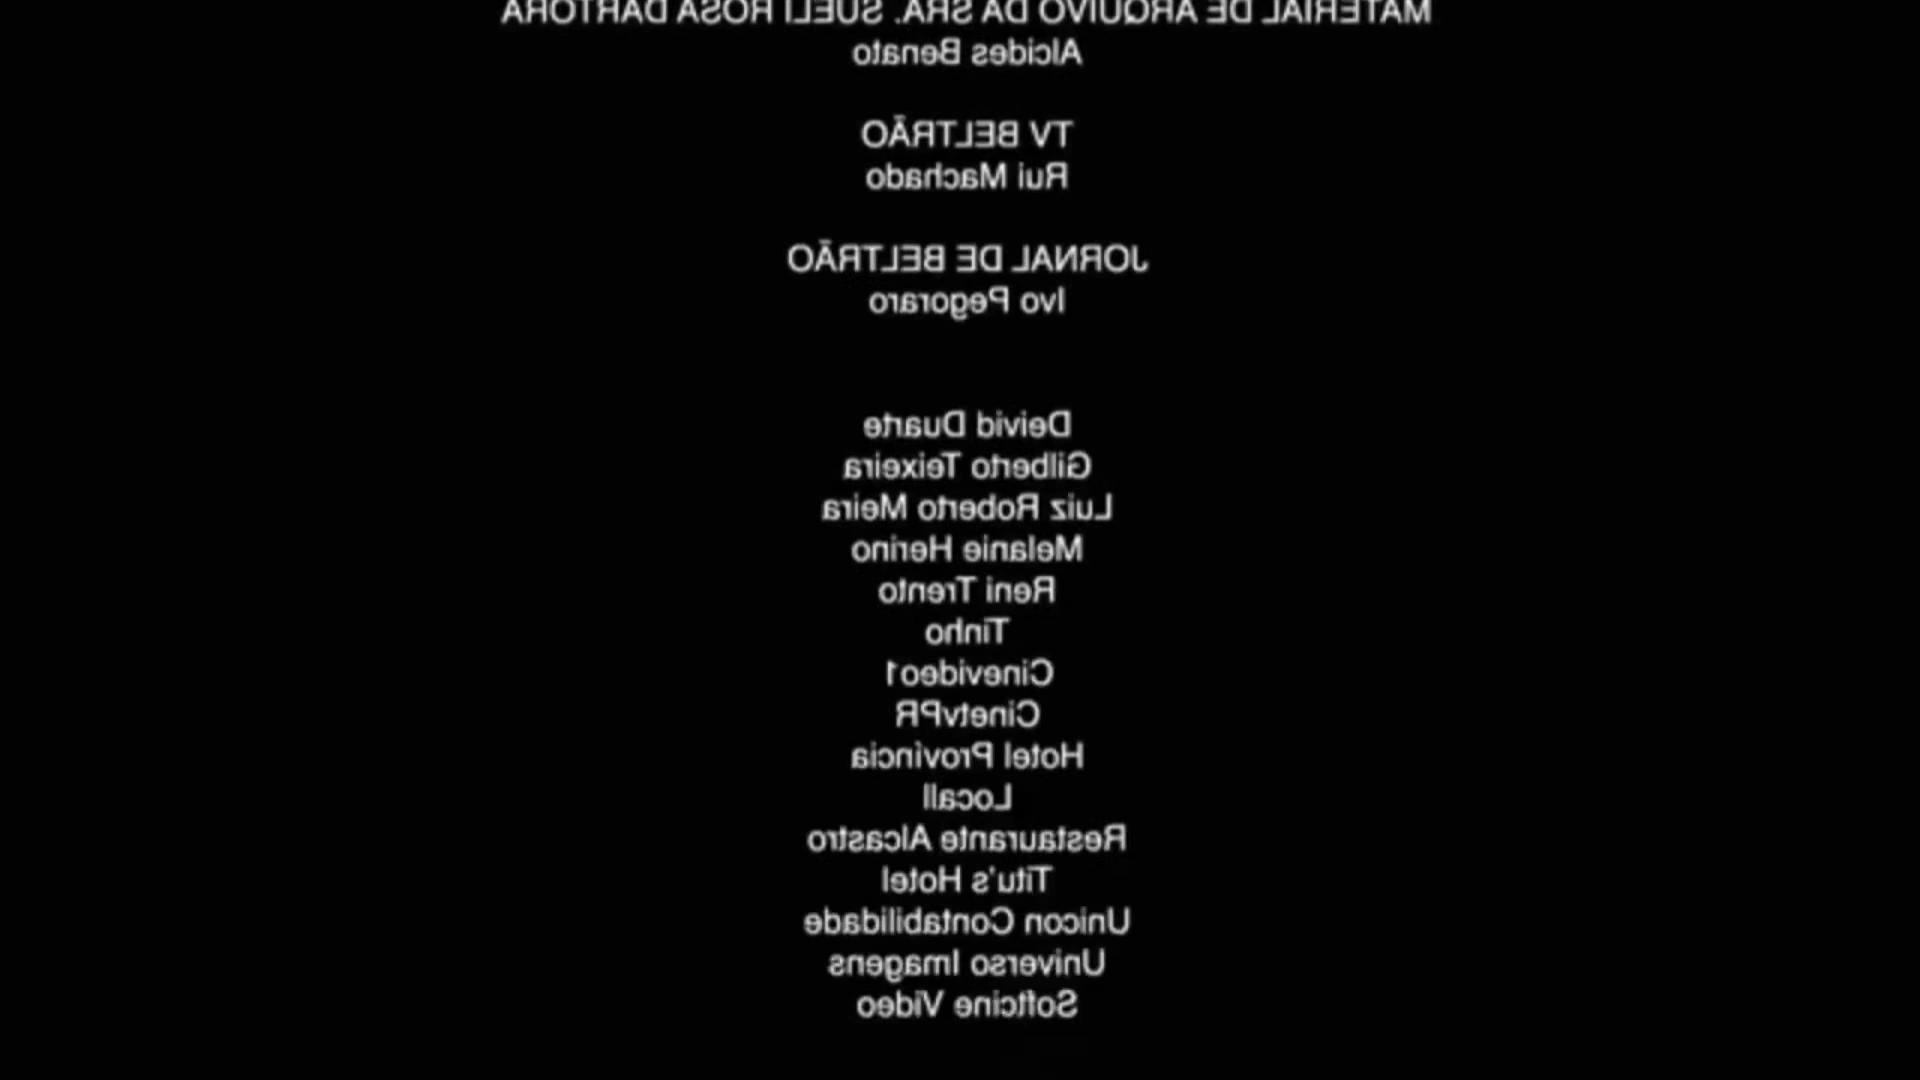 MATERIAL DE ARQUIVO DA SRA. SUELI ROSA DARTORA
Alcides Benato
TV BELTRÃO
Rui Machado
JORNAL DE BELTRÃO
Ivo Pegoraro
Deivid Duarte
Gilberto Teixeira
Luiz Roberto Meira
Melanie Herino
Reni Trento
Tinho
Cinevideo1
CinetvPR
Hotel Província
Locall
Restaurante Alcastro
Titu's Hotel
Unicon Contabilidade
Universo Imagens
Softcine Video